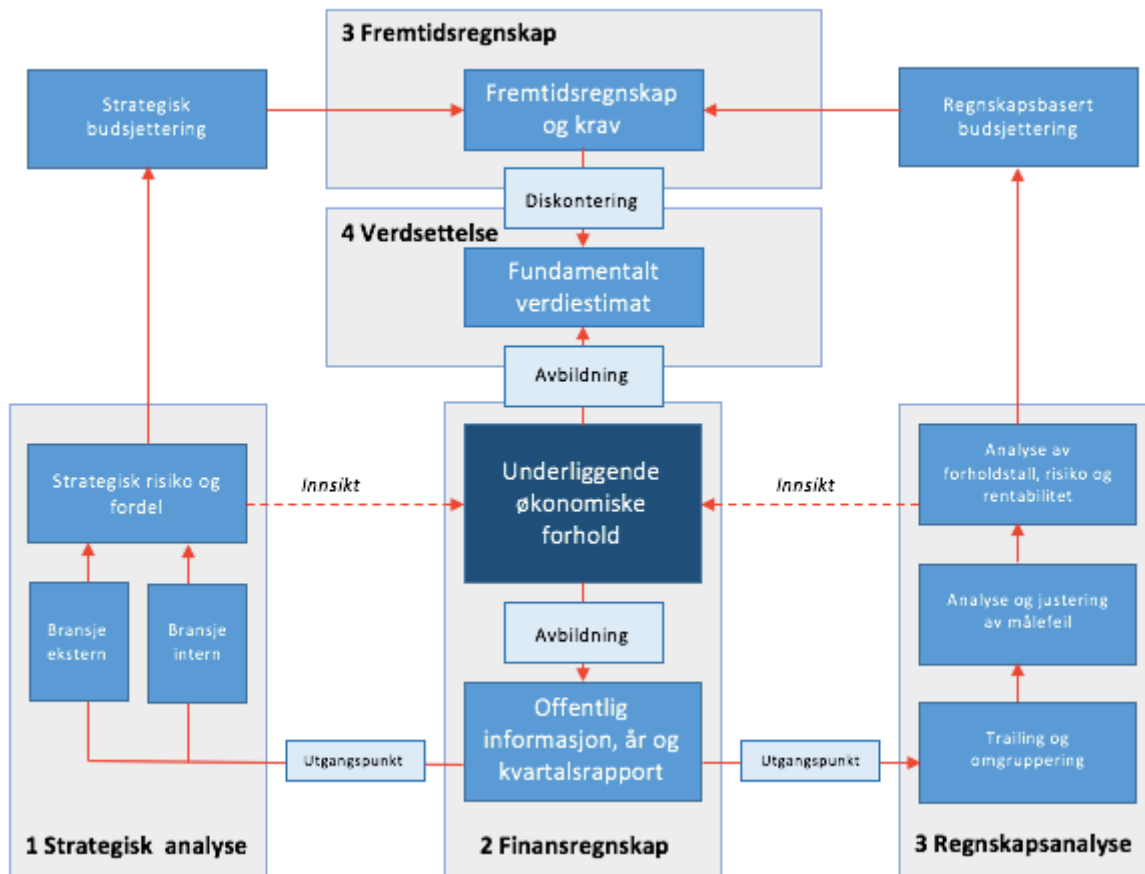 3 Fremtidsregnskap
Strategisk
budsjettering
Fremtidsregnskap
og krav
Regnskapsbasert
budsjettering
Diskontering
4 Verdsettelse
Fundamentalt
verdiestimat
Avbildning
Strategisk risiko og
fordel
Innsikt
Underliggende
økonomiske
forhold
Innsikt
Analyse av
forholdstall, risiko og
rentabilitet
Bransje
ekstern
Bransje
intern
Avbildning
Analyse og justering
av målefeil
Utgangspunkt
Offentlig
informasjon, år og
kvartalsrapport
Utgangspunkt
Trailing og
omgruppering
1 Strategisk analyse
2 Finansregnskap
3 Regnskapsanalyse